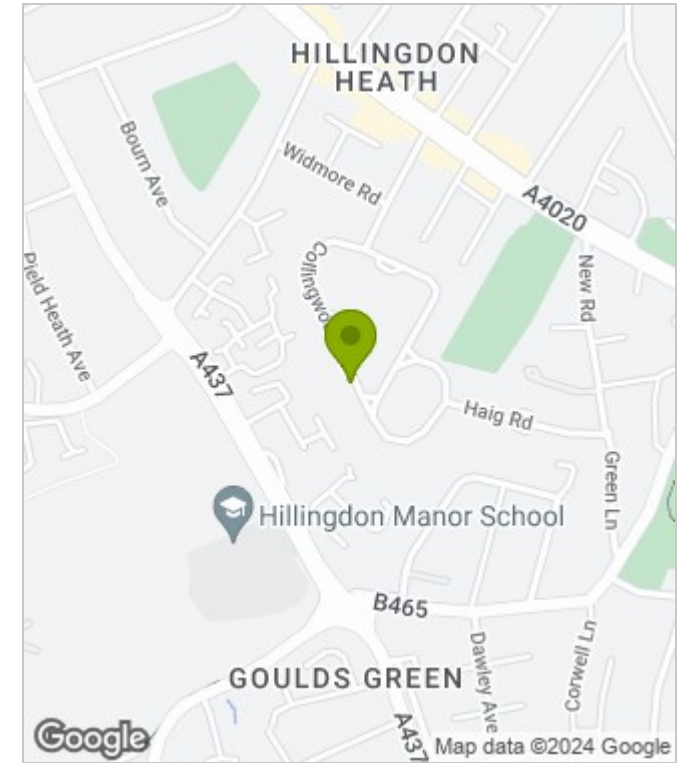 HILLINGDON
HEATH
Bourn Ave
Widmore Rd
A4020
Pield Heath Ave
New Rd
A437
Haig Rd
Green Ln
Hillingdon Manor School
B465
Dawley Ave
Corwell Ln
GOULDS GREEN
A437
Google
Map data ©2024 Google